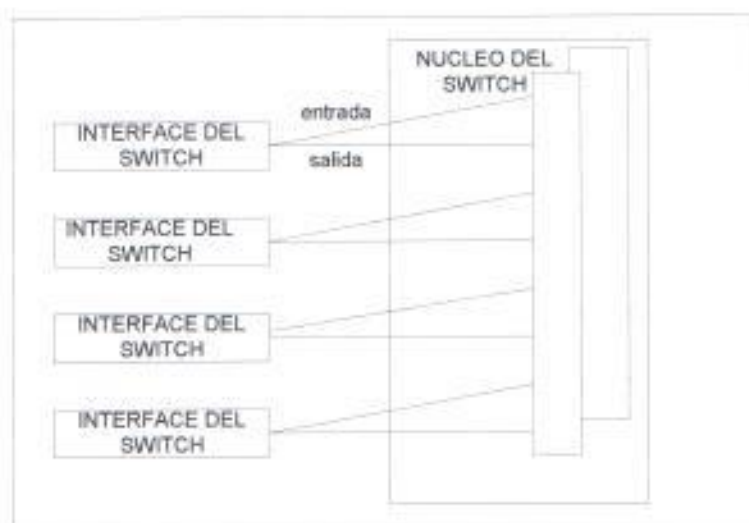 NUCLEO DEL
SWITCH
entrada
INTERFACE DEL
SWITCH
salida
INTERFACE DEL
SWITCH
INTERFACE DEL
SWITCH
INTERFACE DEL
SWITCH